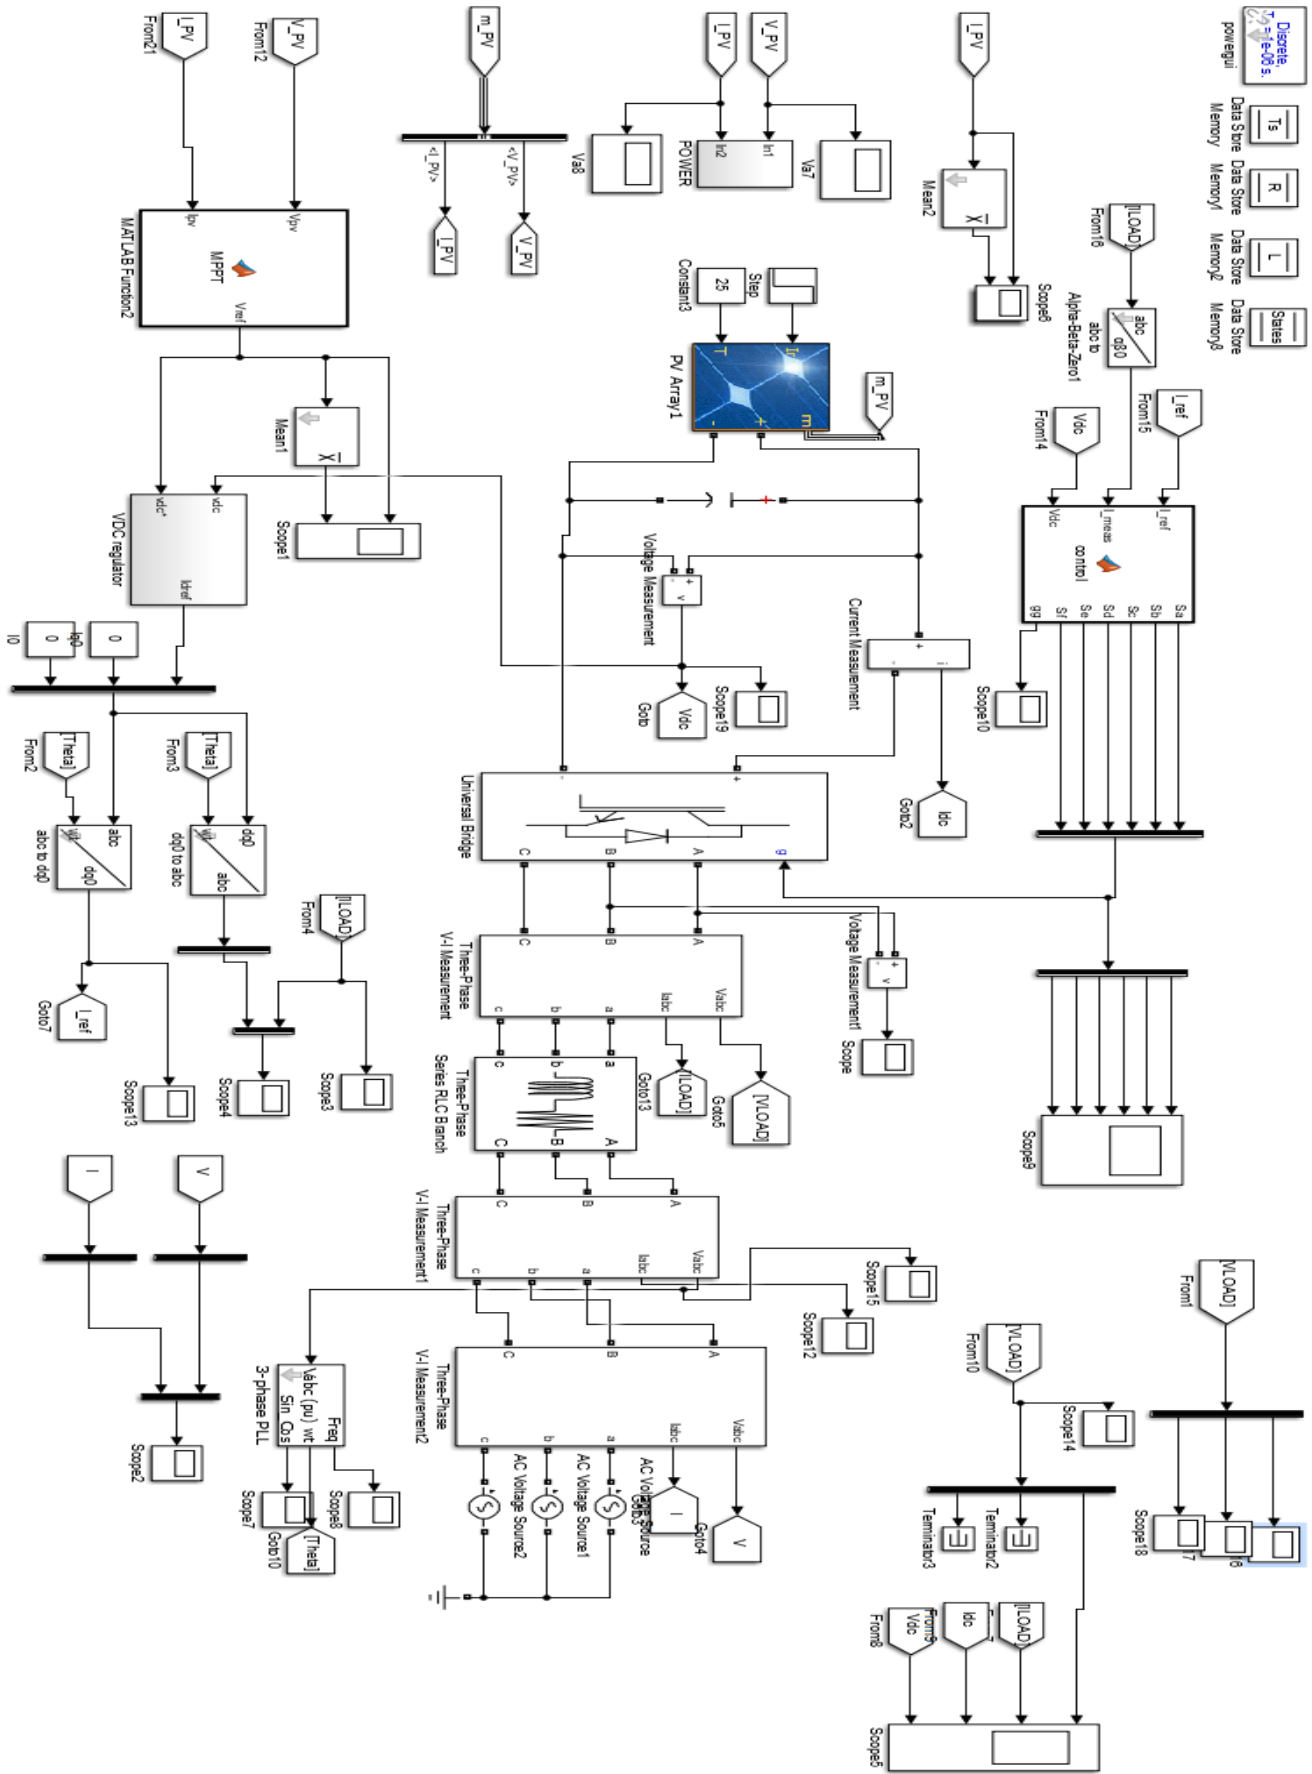 Discrete,
T = 1e-06 s.
powergui
Ts
Data Store
Memory
R
Data Store
Memory1
L
Data Store
Memory2
States
Data Store
Memory8
[ILOAD]
From16
abc
αβ0
abc to
Alpha-Beta-Zero1
I_ref
From15
Vdc
From14
I_ref
I_meas
Vdc
control
Sa
Sb
Sc
Sd
Se
Sf
gg
Scope10
Scope9
[VLOAD]
From1
Scope18
[VLOAD]
From10
Scope14
Terminator2
Terminator3
[ILOAD]
Idc
Vdc
From8
Scope5
I_PV
Mean2
X
Scope6
V_PV
I_PV
Va7
In1
In2
POWER
Va8
Step
25
Constant3
Ir
T
m
+
-
PV Array1
m_PV
+
Voltage Measurement
+
-
v
Current Measurement
+
-
i
Scope19
Vdc
Goto
Idc
Goto2
Universal Bridge
+
-
g
A
B
C
Voltage Measurement1
+
-
v
Scope
A
B
C
Vabc
Iabc
a
b
c
Three-Phase
V-I Measurement
[VLOAD]
Goto5
[ILOAD]
Goto13
a
b
c
A
B
C
Three-Phase
Series RLC Branch
A
B
C
Vabc
Iabc
a
b
c
Three-Phase
V-I Measurement1
Scope15
Scope12
A
B
C
Vabc
Iabc
a
b
c
Three-Phase
V-I Measurement2
V
Goto4
I
AC Voltage Source
AC Voltage Source1
AC Voltage Source2
m_PV
<V_PV>
<I_PV>
V_PV
I_PV
V_PV
From12
I_PV
From21
Vpv
Ipv
MPPT
Vref
MATLAB Function2
Mean1
X
Scope1
vdc
vdc*
Idref
VDC regulator
0
Iq0
0
I0
[Theta]
From3
[Theta]
From2
dq0
wt
abc
dq0 to abc
abc
wt
dq0
abc to dq0
[ILOAD]
From4
Scope3
Scope4
Scope13
I_ref
Goto7
V
I
Scope2
Vabc (pu)
Freq
wt
Sin_Cos
3-phase PLL
Scope8
Scope7
[Theta]
Goto10